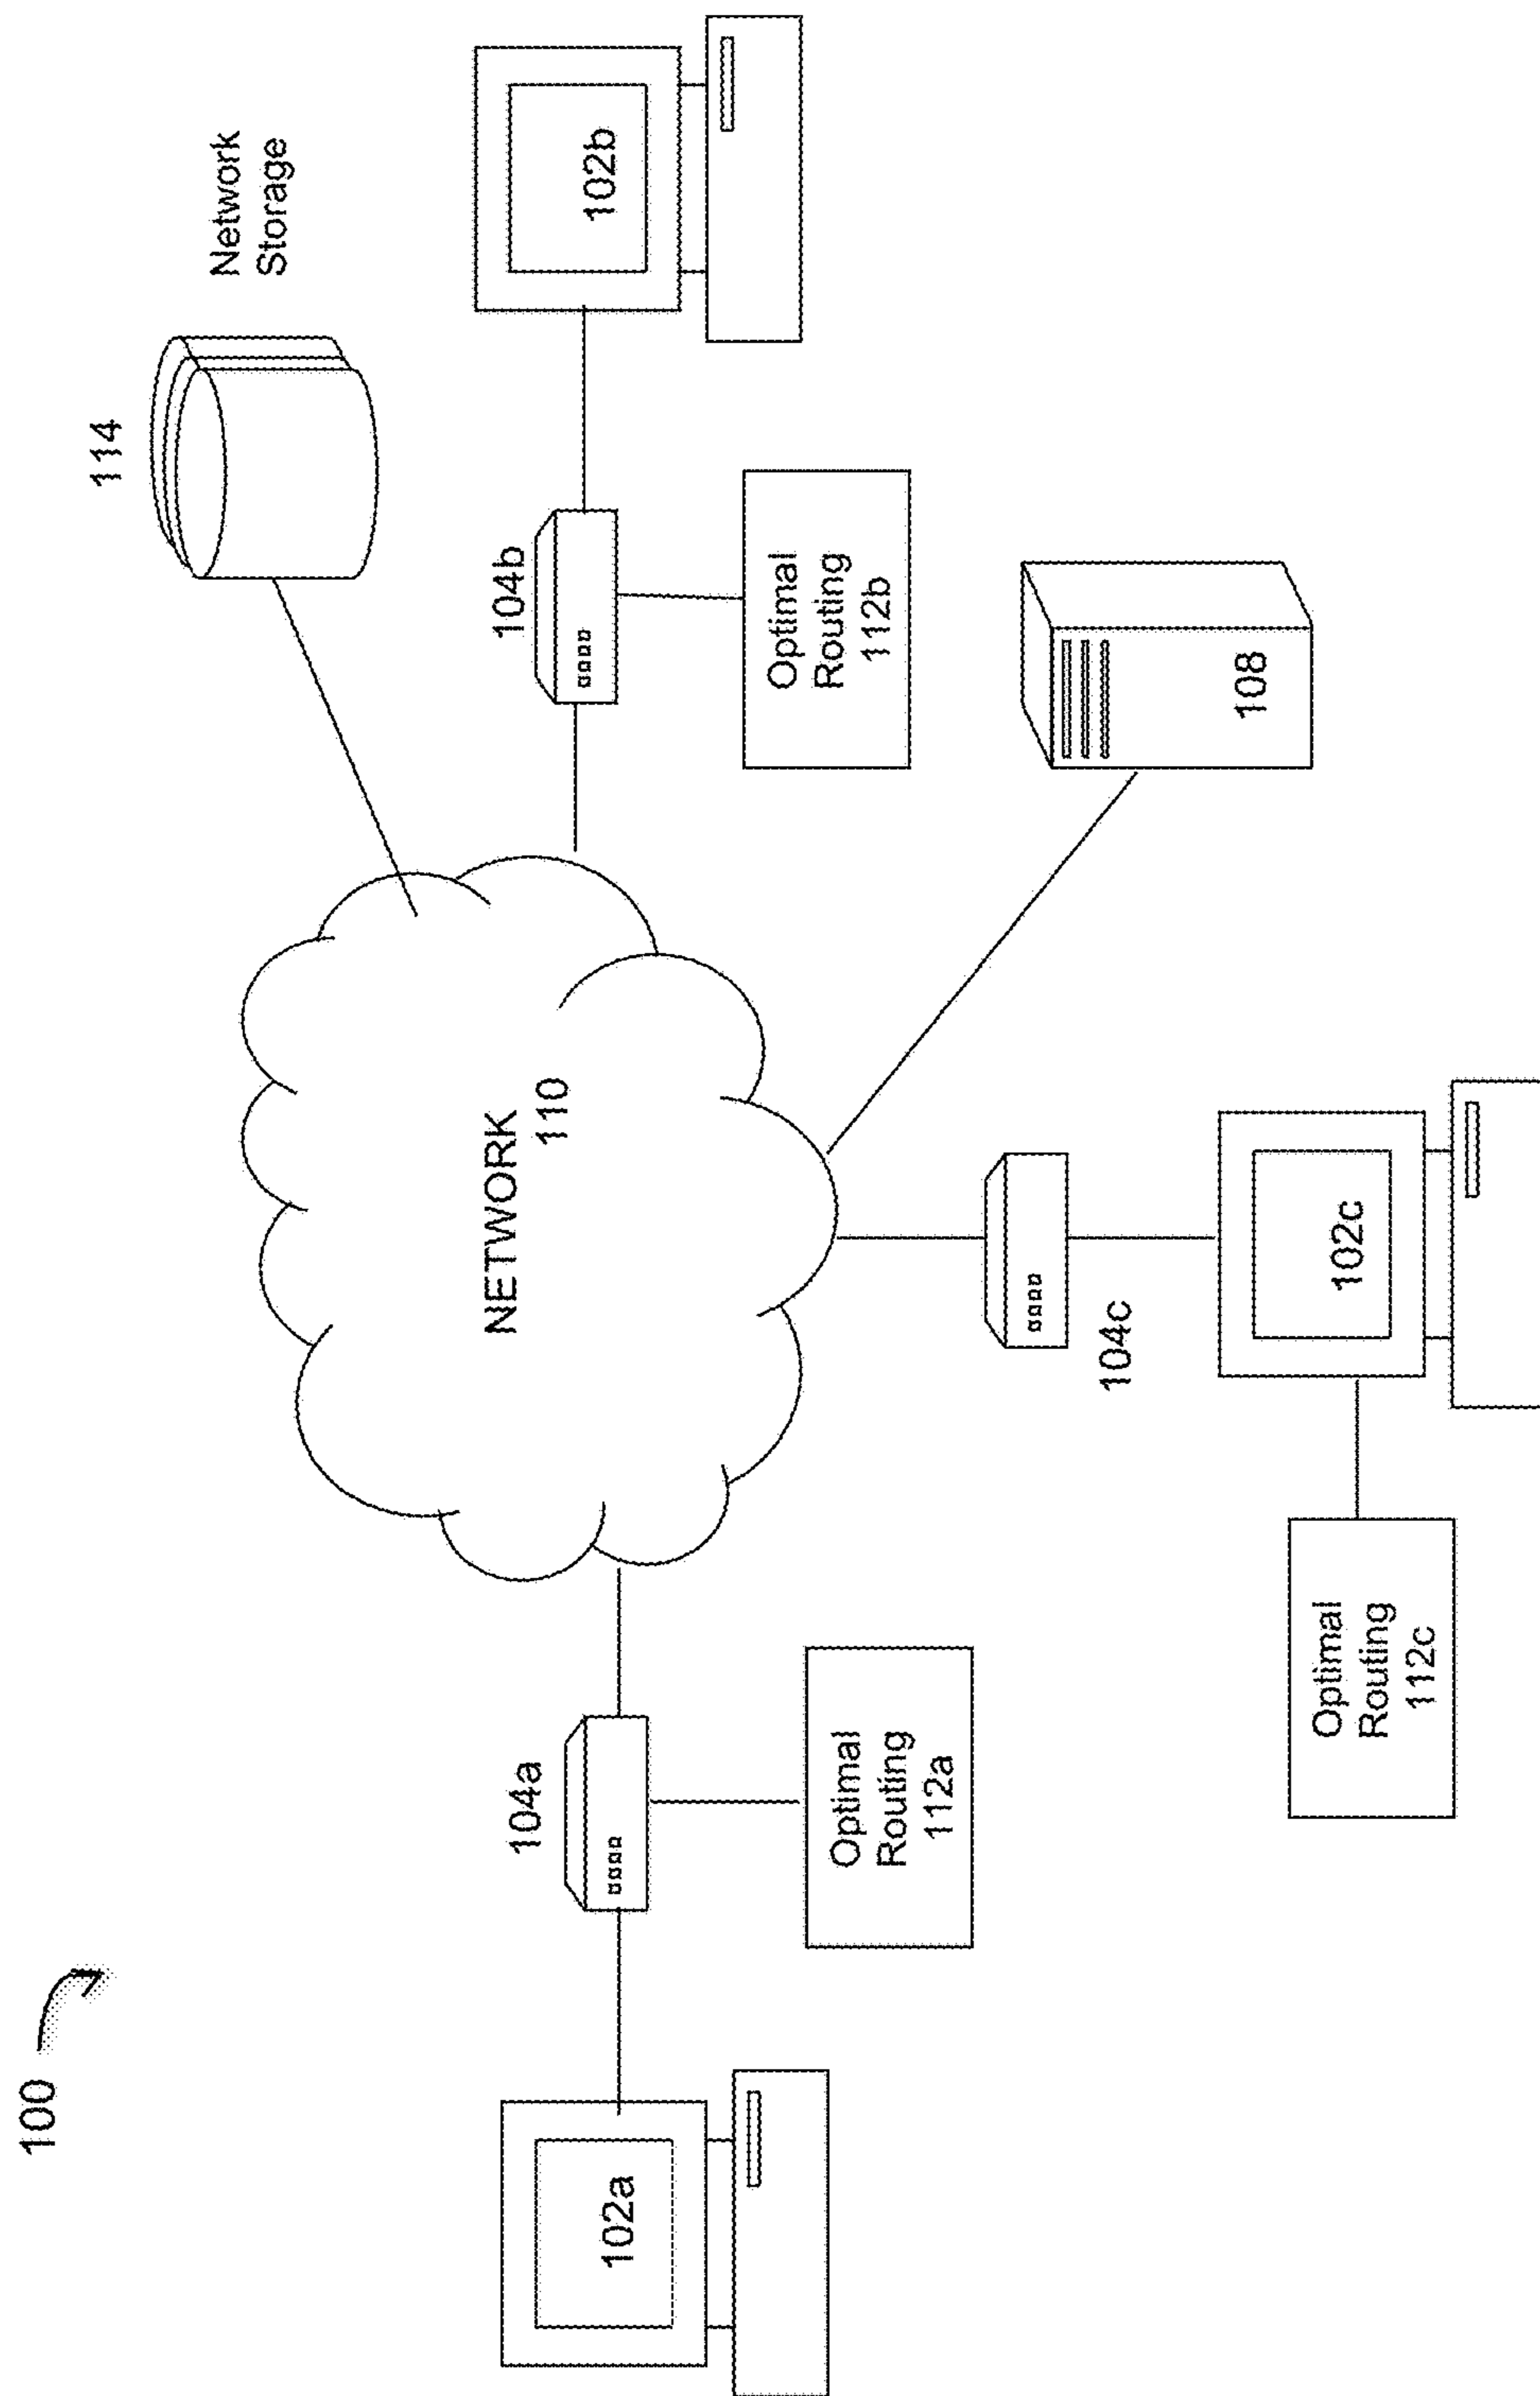 100
114
Network
Storage
NETWORK
110
104a
104b
102a
102b
Optimal
Routing
112a
Optimal
Routing
112b
108
104c
102c
Optimal
Routing
112c